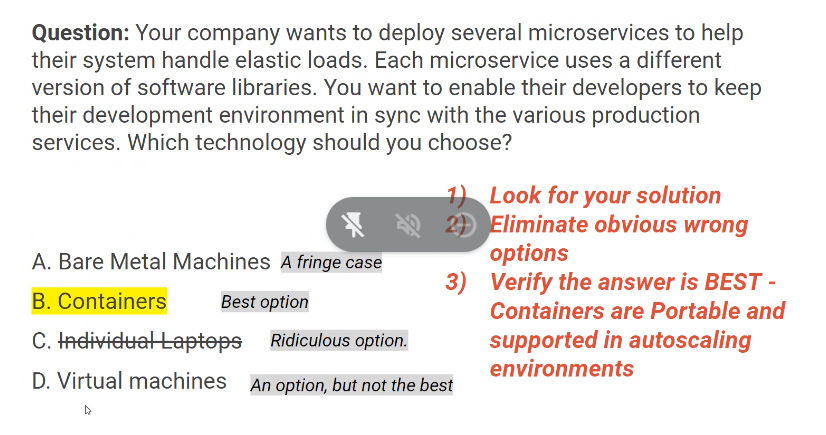 Question: Your company wants to deploy several microservices to help
their system handle elastic loads. Each microservice uses a different
version of software libraries. You want to enable their developers to keep
their development environment in sync with the various production
services. Which technology should you choose?
1) Look for your solution
2) Eliminate obvious wrong
options
3) Verify the answer is BEST -
Containers are Portable and
supported in autoscaling
environments
A. Bare Metal Machines A fringe case
B. Containers Best option
C. Individual Laptops Ridiculous option.
D. Virtual machines An option, but not the best